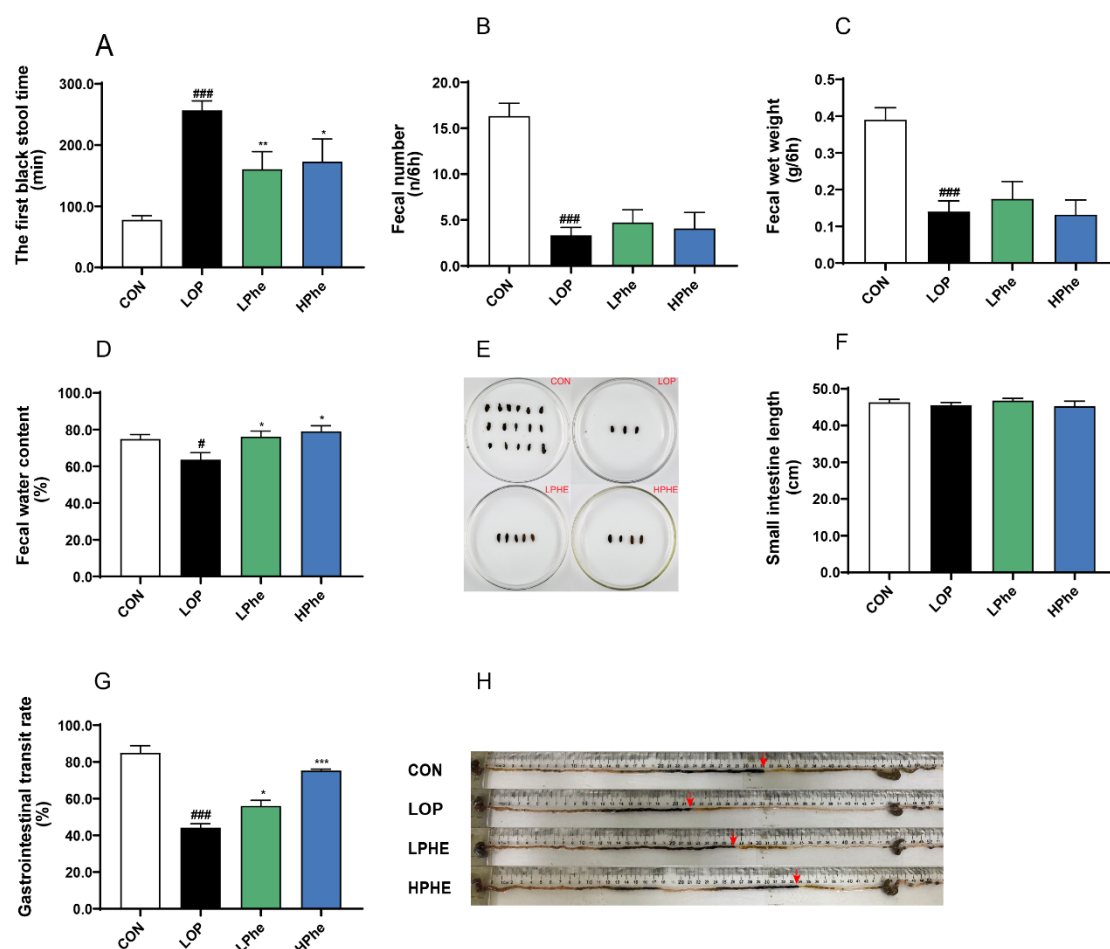 A
The first black stool time
(min)
300.0
200.0
100.0
0.0
###
**
*
CON
LOP
LPhe
HPhe
B
Fecal number
(n/6h)
20.0
15.0
10.0
5.0
0.0
###
CON
LOP
LPhe
HPhe
C
Fecal wet weight
(g/6h)
0.5
0.4
0.3
0.2
0.1
0.0
###
CON
LOP
LPhe
HPhe
D
Fecal water content
(%)
100.0
80.0
60.0
40.0
20.0
0.0
#
*
*
CON
LOP
LPhe
HPhe
E
CON
LOP
LPHE
HPHE
F
Small intestine length
(cm)
50.0
40.0
30.0
20.0
10.0
0.0
CON
LOP
LPhe
HPhe
G
Gastrointestinal transit rate
(%)
100.0
80.0
60.0
40.0
20.0
0.0
###
*
***
CON
LOP
LPhe
HPhe
H
CON
LOP
LPHE
HPHE